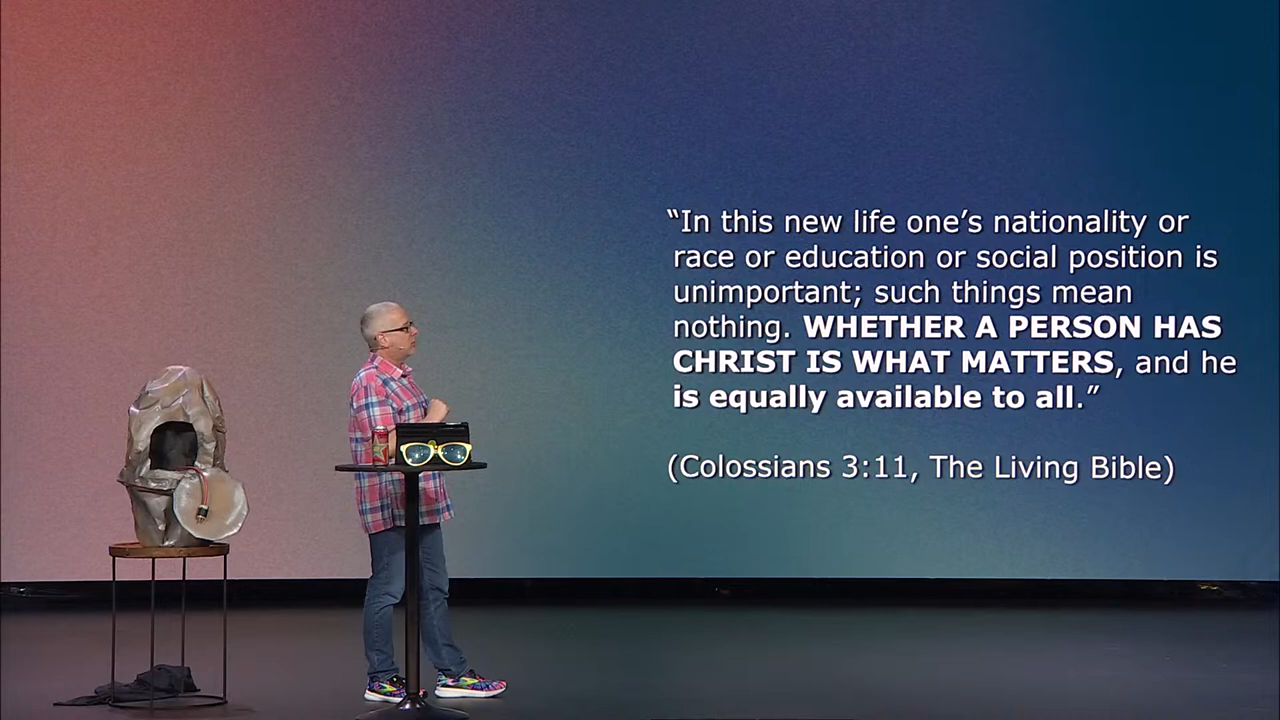 “In this new life one’s nationality or
race or education or social position is
unimportant; such things mean
nothing. WHETHER A PERSON HAS
CHRIST IS WHAT MATTERS, and he
is equally available to all.”
(Colossians 3:11, The Living Bible)